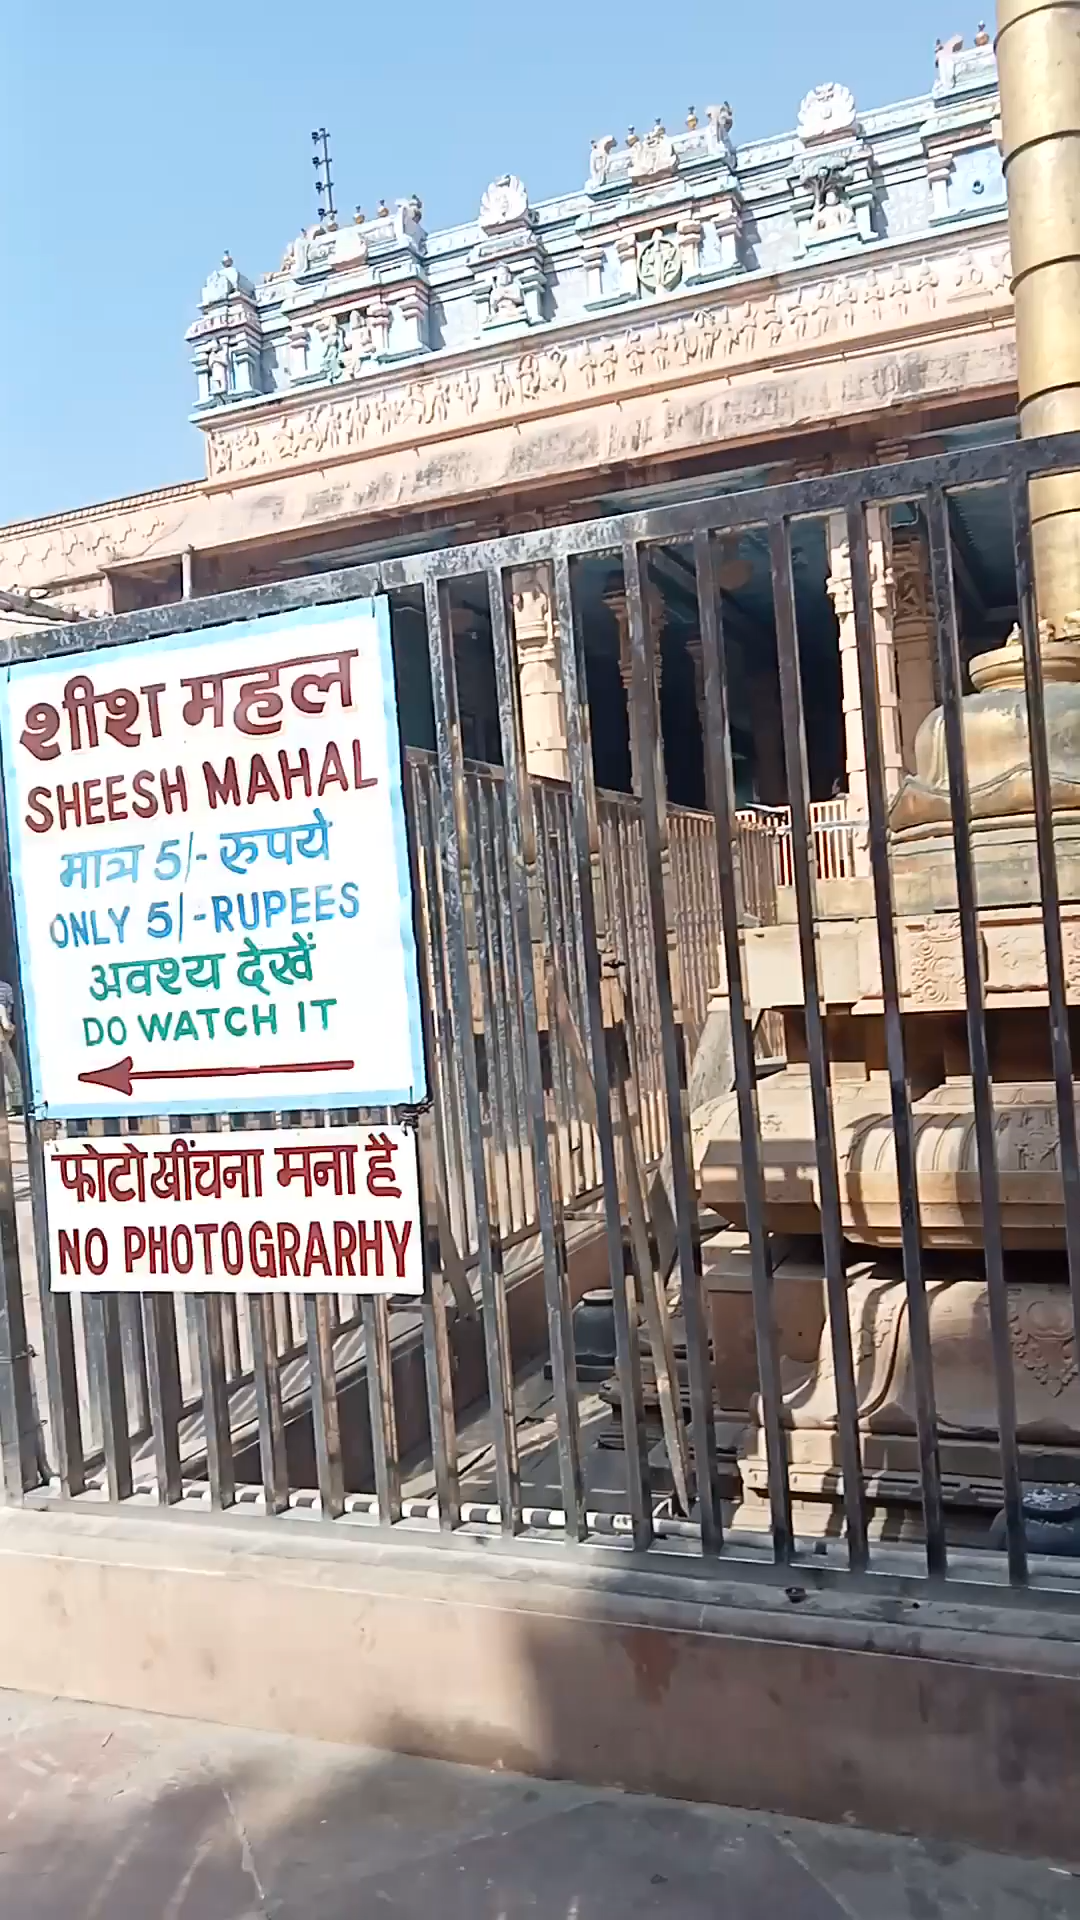 शीश महल
SHEESH MAHAL
मात्र 5/- रुपये
ONLY 5/-RUPEES
अवश्य देखें
DO WATCH IT
फोटो खींचना मना है
NO PHOTOGRARHY